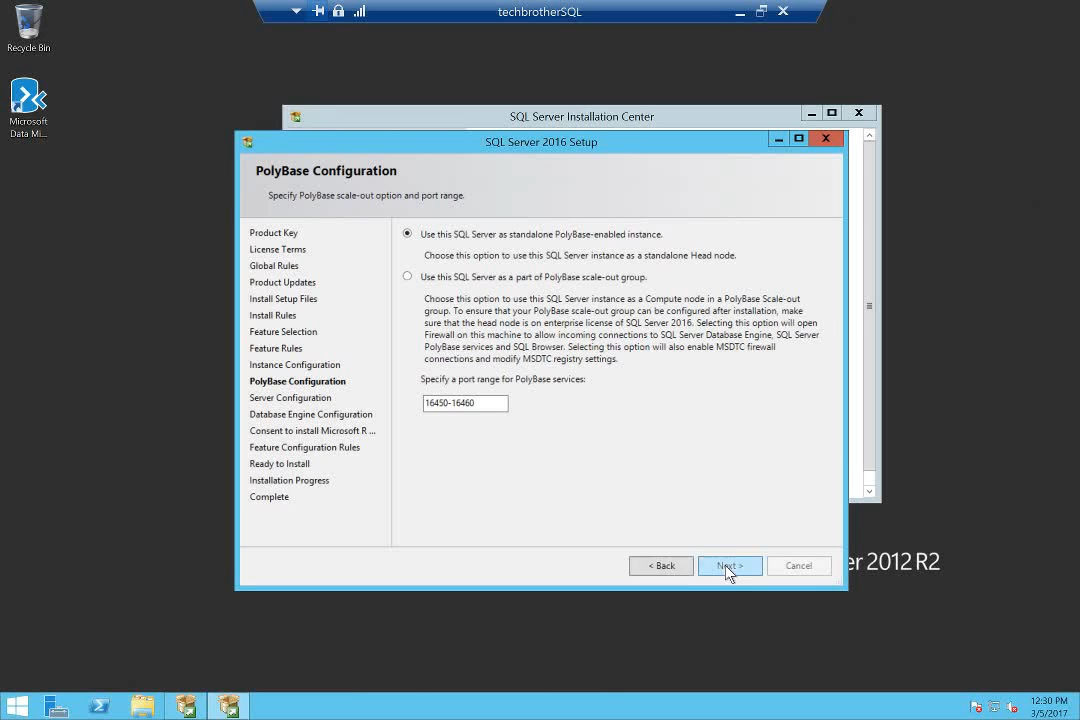 techbrotherSQL
Recycle Bin
Microsoft
Data Mi...
SQL Server Installation Center
SQL Server 2016 Setup
PolyBase Configuration
Specify PolyBase scale-out option and port range.
Product Key
License Terms
Global Rules
Product Updates
Install Setup Files
Install Rules
Feature Selection
Feature Rules
Instance Configuration
PolyBase Configuration
Server Configuration
Database Engine Configuration
Consent to install Microsoft R ...
Feature Configuration Rules
Ready to Install
Installation Progress
Complete
Use this SQL Server as standalone PolyBase-enabled instance.
Choose this option to use this SQL Server instance as a standalone Head node.
Use this SQL Server as a part of PolyBase scale-out group.
Choose this option to use this SQL Server instance as a Compute node in a PolyBase Scale-out
group. To ensure that your PolyBase scale-out group can be configured after installation, make
sure that the head node is on enterprise license of SQL Server 2016. Selecting this option will open
Firewall on this machine to allow incoming connections to SQL Server Database Engine, SQL Server
PolyBase services and SQL Browser. Selecting this option will also enable MSDTC firewall
connections and modify MSDTC registry settings.
Specify a port range for PolyBase services:
16450-16460
< Back
Next >
Cancel
er 2012 R2
12:30 PM
3/5/2017